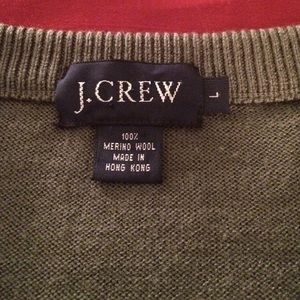 J.CREW
L
100%
MERINO WOOL
MADE IN
HONG KONG